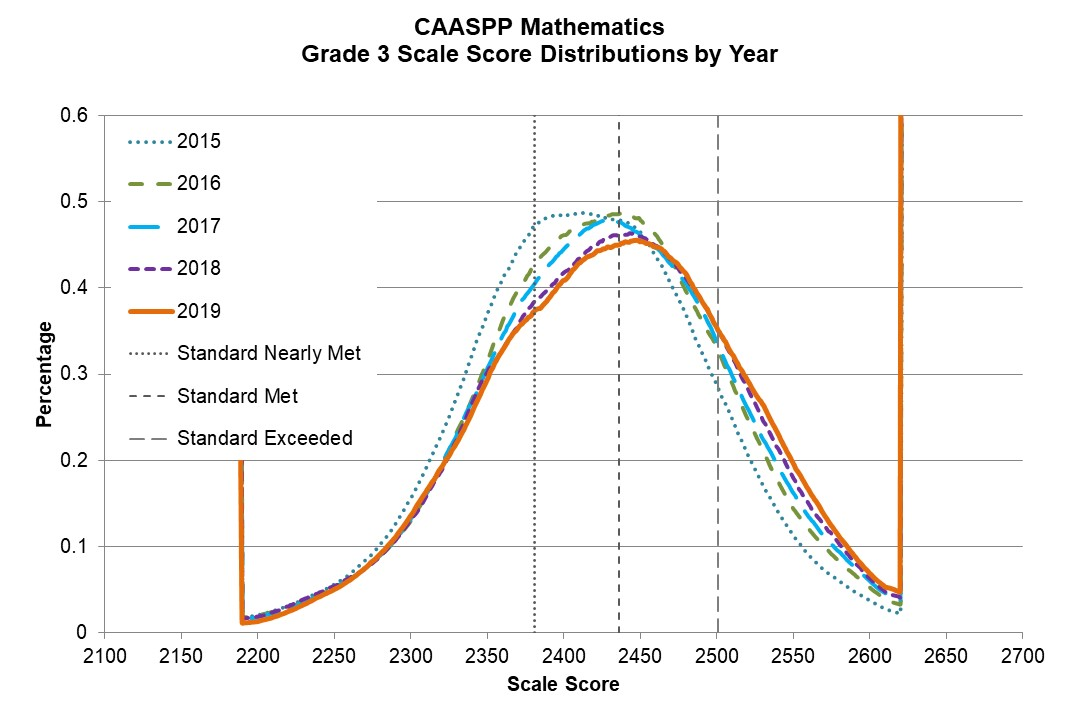 CAASPP Mathematics
Grade 3 Scale Score Distributions by Year
Percentage
0.6
0.5
0.4
0.3
0.2
0.1
0
2015
2016
2017
2018
2019
Standard Nearly Met
Standard Met
Standard Exceeded
2100 2150 2200 2250 2300 2350 2400 2450 2500 2550 2600 2650 2700
Scale Score